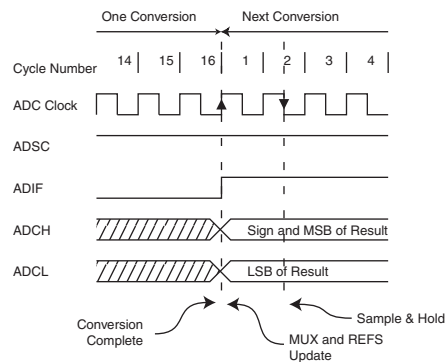 One Conversion Next Conversion
Cycle Number 14 15 16 1 2 3 4
ADC Clock
ADSC
ADIF
ADCH Sign and MSB of Result
ADCL LSB of Result
Sample & Hold
Conversion
Complete
MUX and REFS
Update